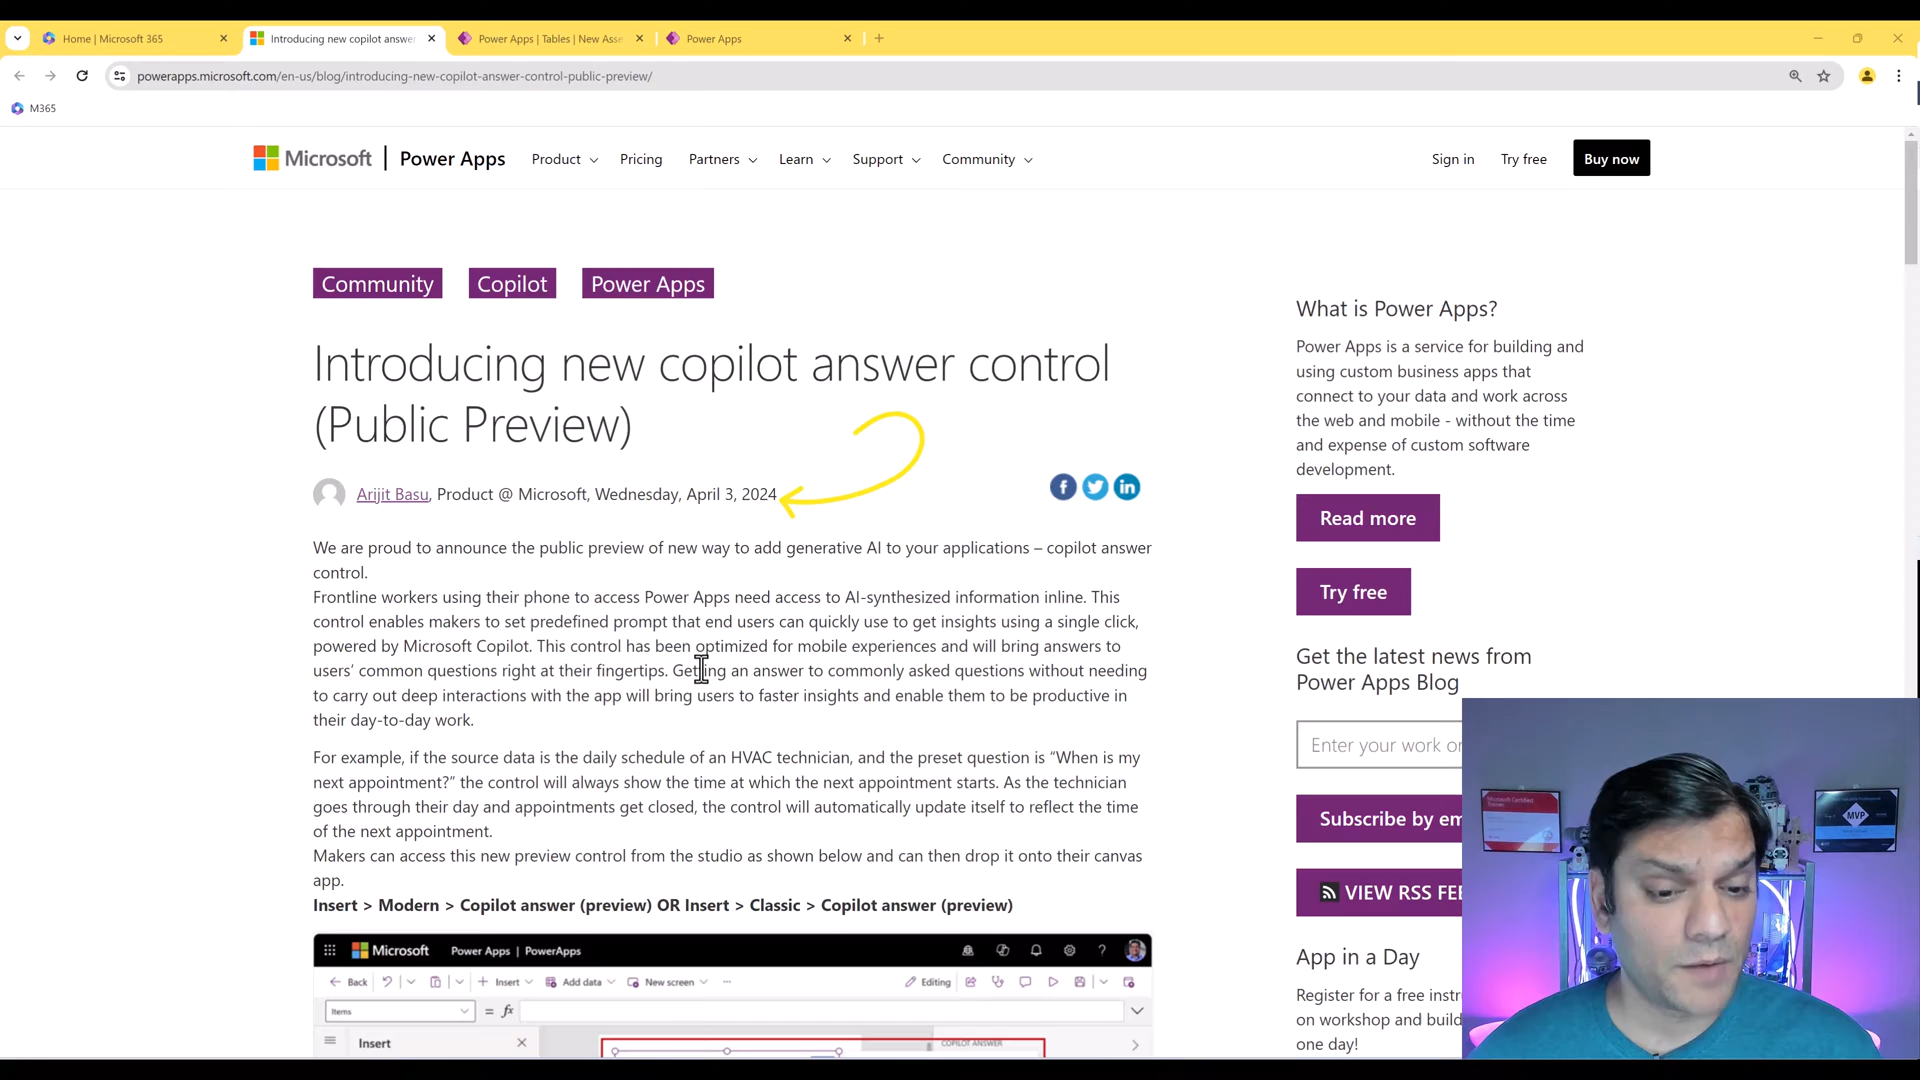 Home | Microsoft 365
Introducing new copilot answer
Power Apps | Tables | New Asse
Power Apps
powerapps.microsoft.com/en-us/blog/introducing-new-copilot-answer-control-public-preview/
M365
Microsoft | Power Apps
Product
Pricing
Partners
Learn
Support
Community
Sign in
Try free
Buy now
Community
Copilot
Power Apps
Introducing new copilot answer control
(Public Preview)
Arijit Basu, Product @ Microsoft, Wednesday, April 3, 2024
We are proud to announce the public preview of new way to add generative AI to your applications – copilot answer
control.
Frontline workers using their phone to access Power Apps need access to AI-synthesized information inline. This
control enables makers to set predefined prompt that end users can quickly use to get insights using a single click,
powered by Microsoft Copilot. This control has been optimized for mobile experiences and will bring answers to
users’ common questions right at their fingertips. Getting an answer to commonly asked questions without needing
to carry out deep interactions with the app will bring users to faster insights and enable them to be productive in
their day-to-day work.
For example, if the source data is the daily schedule of an HVAC technician, and the preset question is “When is my
next appointment?” the control will always show the time at which the next appointment starts. As the technician
goes through their day and appointments get closed, the control will automatically update itself to reflect the time
of the next appointment.
Makers can access this new preview control from the studio as shown below and can then drop it onto their canvas
app.
Insert > Modern > Copilot answer (preview) OR Insert > Classic > Copilot answer (preview)
Microsoft Power Apps | PowerApps
Back
Insert
Add data
New screen
Editing
Items
= fx
Insert
COPILOT ANSWER
What is Power Apps?
Power Apps is a service for building and
using custom business apps that
connect to your data and work across
the web and mobile - without the time
and expense of custom software
development.
Read more
Try free
Get the latest news from
Power Apps Blog
Enter your work or
Subscribe by em
VIEW RSS FEE
App in a Day
Register for a free instr
on workshop and build
one day!
Microsoft Certified
Trainer
MVP